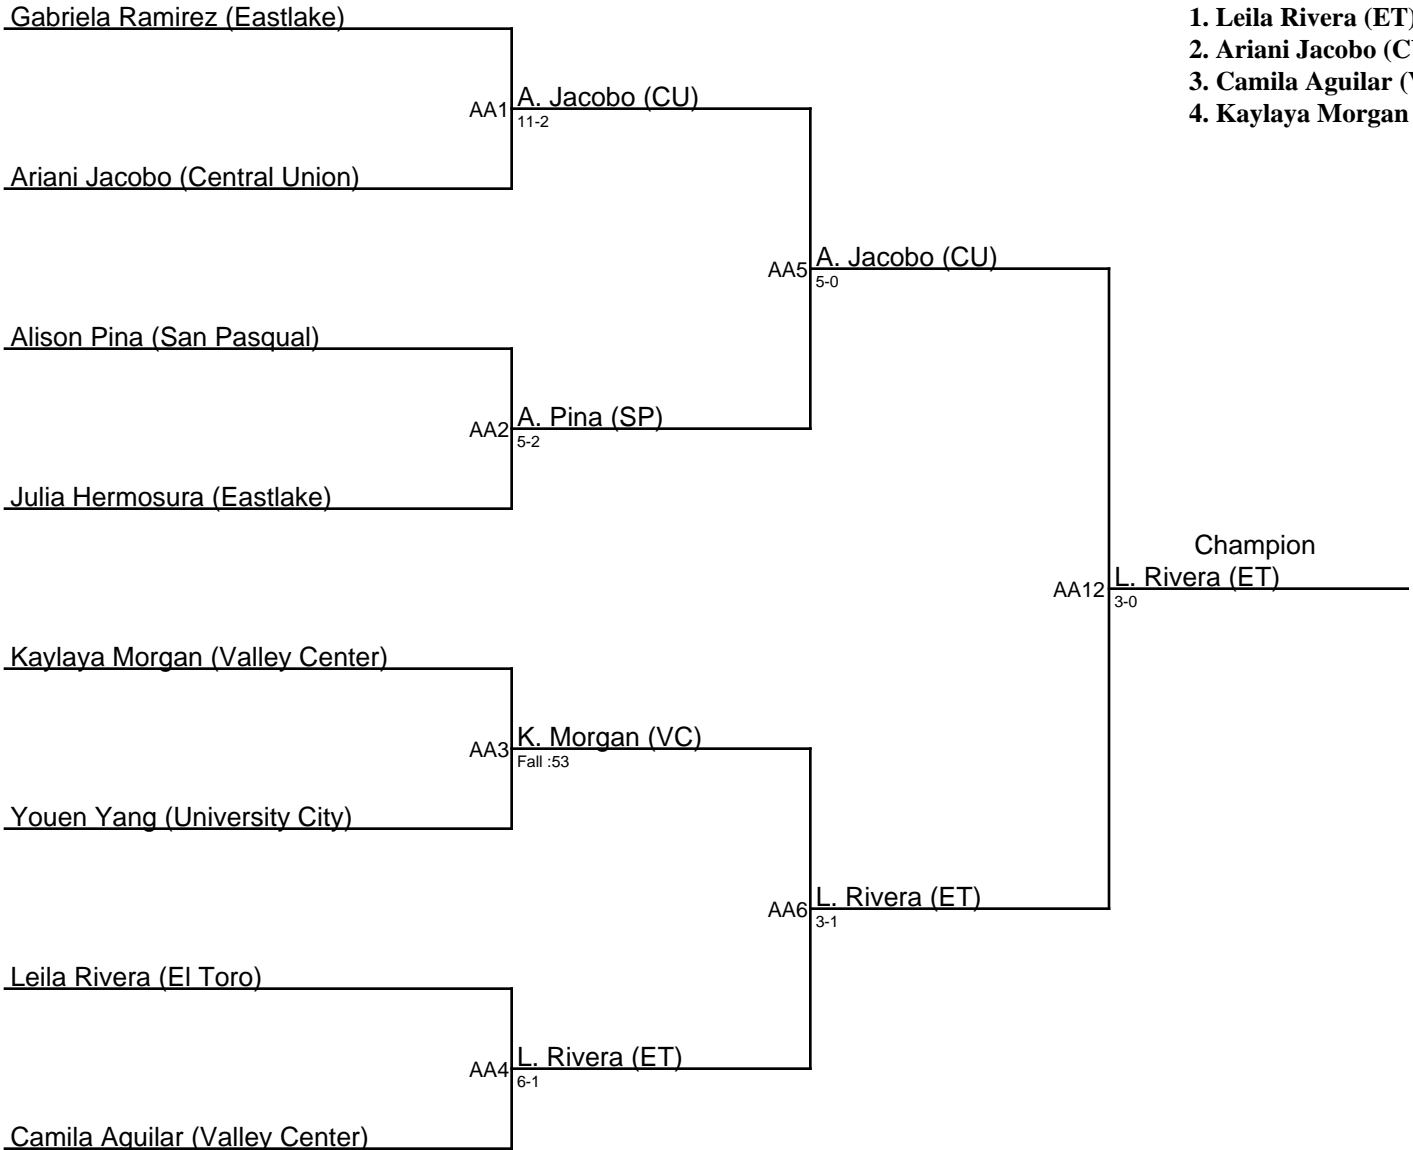 Gabriela Ramirez (Eastlake)
1. Leila Rivera (ET)
2. Ariani Jacobo (CU
3. Camila Aguilar (V
4. Kaylaya Morgan
AA1
A. Jacobo (CU)
11-2
Ariani Jacobo (Central Union)
AA5
A. Jacobo (CU)
5-0
Alison Pina (San Pasqual)
AA2
A. Pina (SP)
5-2
Julia Hermosura (Eastlake)
Champion
AA12
L. Rivera (ET)
3-0
Kaylaya Morgan (Valley Center)
AA3
K. Morgan (VC)
Fall :53
Youen Yang (University City)
AA6
L. Rivera (ET)
3-1
Leila Rivera (El Toro)
AA4
L. Rivera (ET)
6-1
Camila Aguilar (Valley Center)